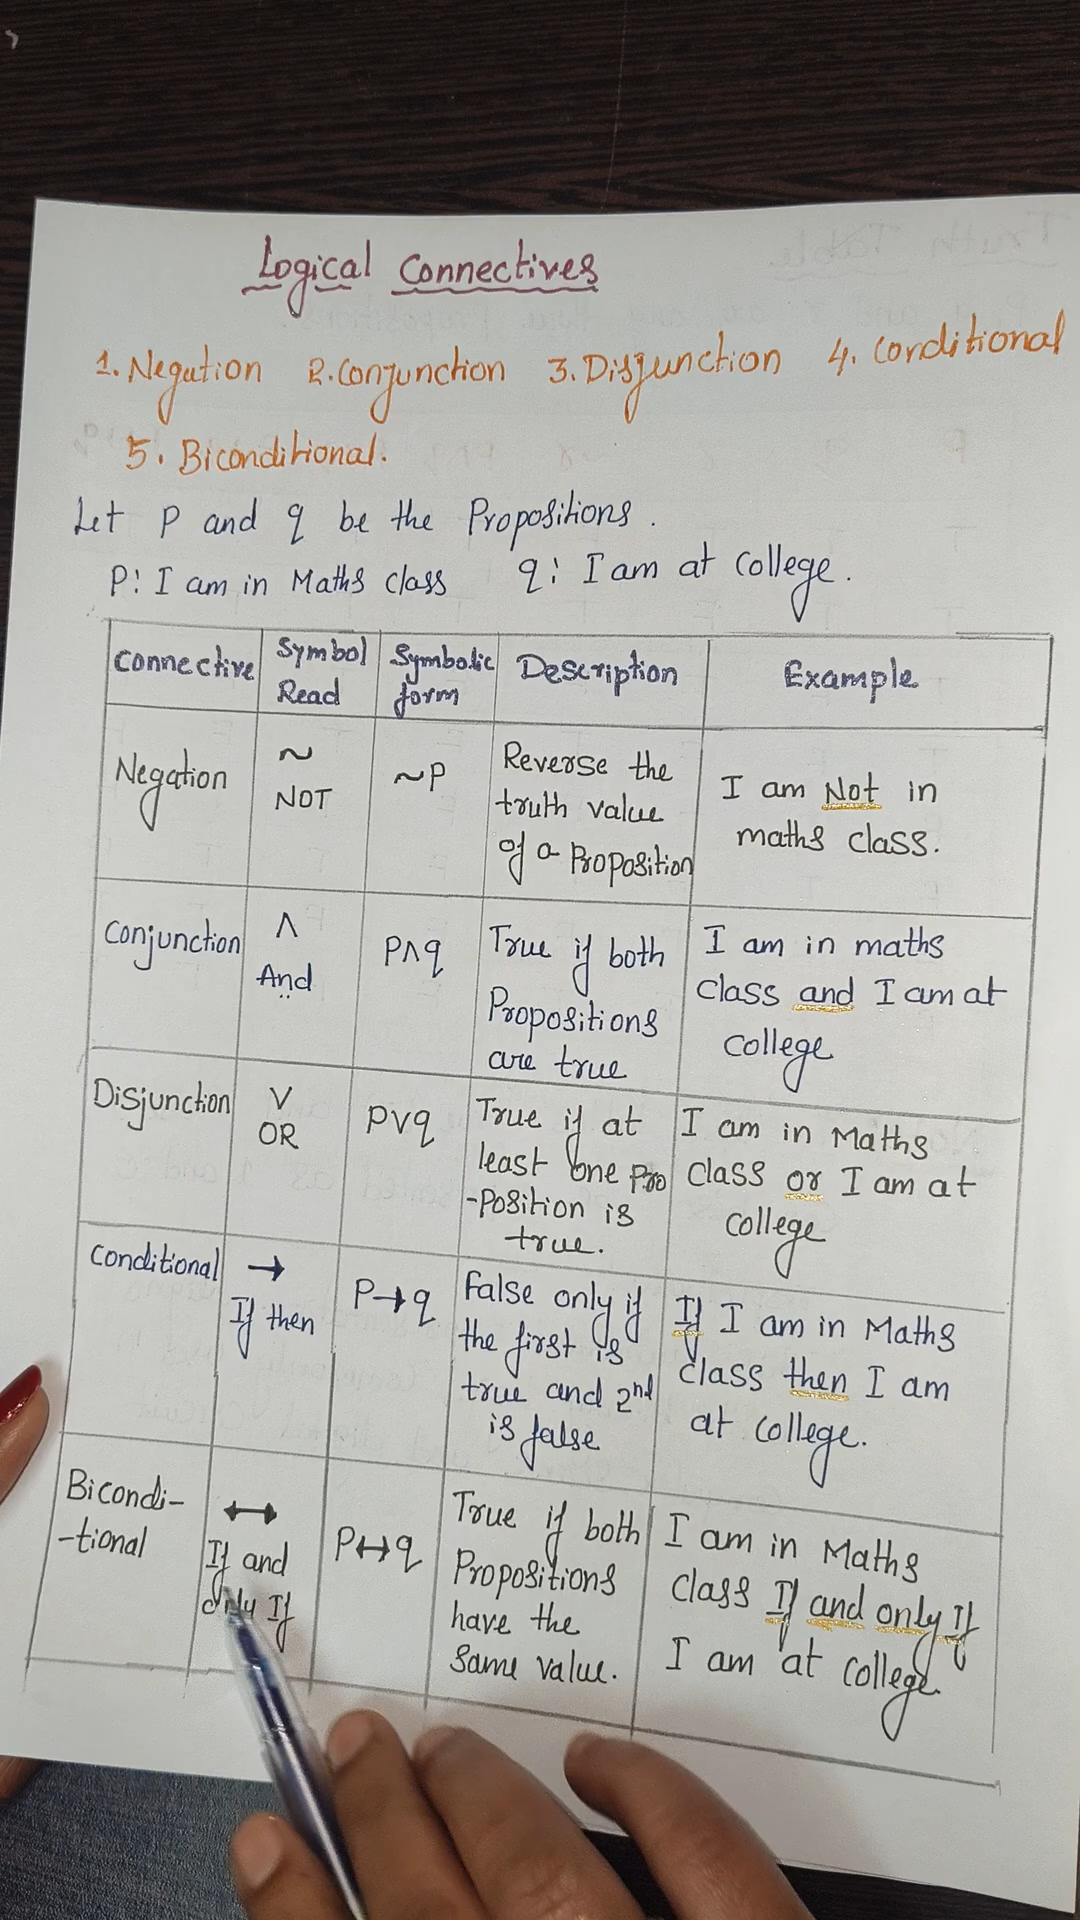 Logical Connectives
1. Negation 2. Conjunction 3. Disjunction 4. Conditional
5. Biconditional.
Let P and q be the Propositions.
P: I am in Maths class q: I am at college.
Connective
Symbol
Read
Symbolic
form
Description
Example
Negation
~
NOT
~P
Reverse the
truth value
of a Proposition
I am Not in
maths class.
Conjunction
∧
And
P∧q
True if both
Propositions
are true
I am in maths
class and I am at
college
Disjunction
∨
OR
P∨q
True if at
least one Pro
-Position is
true.
I am in Maths
class or I am at
college
Conditional
→
If then
P→q
False only if
the first is
true and 2nd
is false
If I am in Maths
class then I am
at college.
Bicondi-
-tional
↔
If and
only If
P↔q
True if both
Propositions
have the
Same value.
I am in Maths
class If and only If
I am at college.